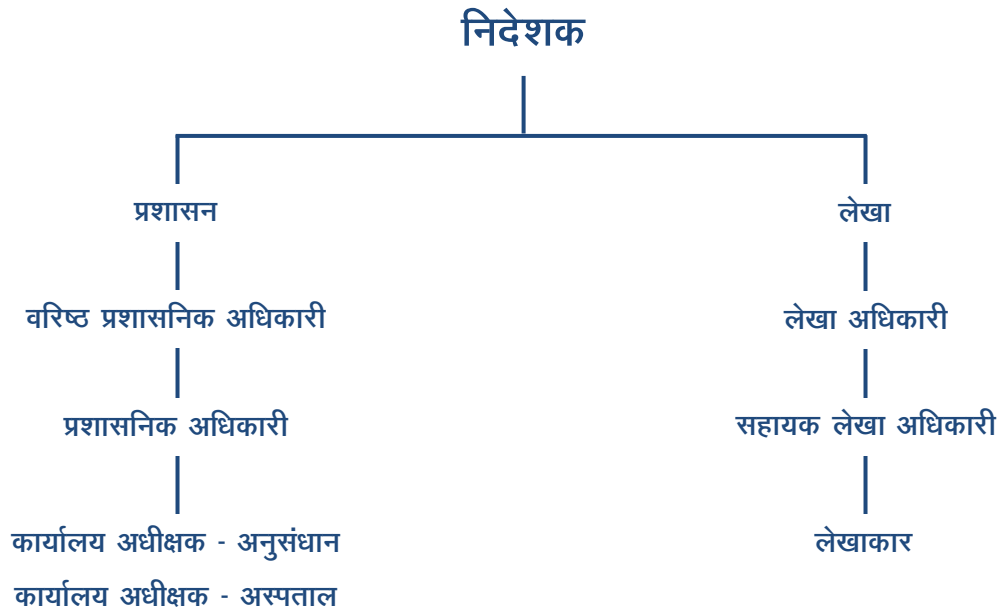 निदेशक
प्रशासन
वरिष्ठ प्रशासनिक अधिकारी
प्रशासनिक अधिकारी
कार्यालय अधीक्षक - अनुसंधान
कार्यालय अधीक्षक - अस्पताल
लेखा
लेखा अधिकारी
सहायक लेखा अधिकारी
लेखाकार